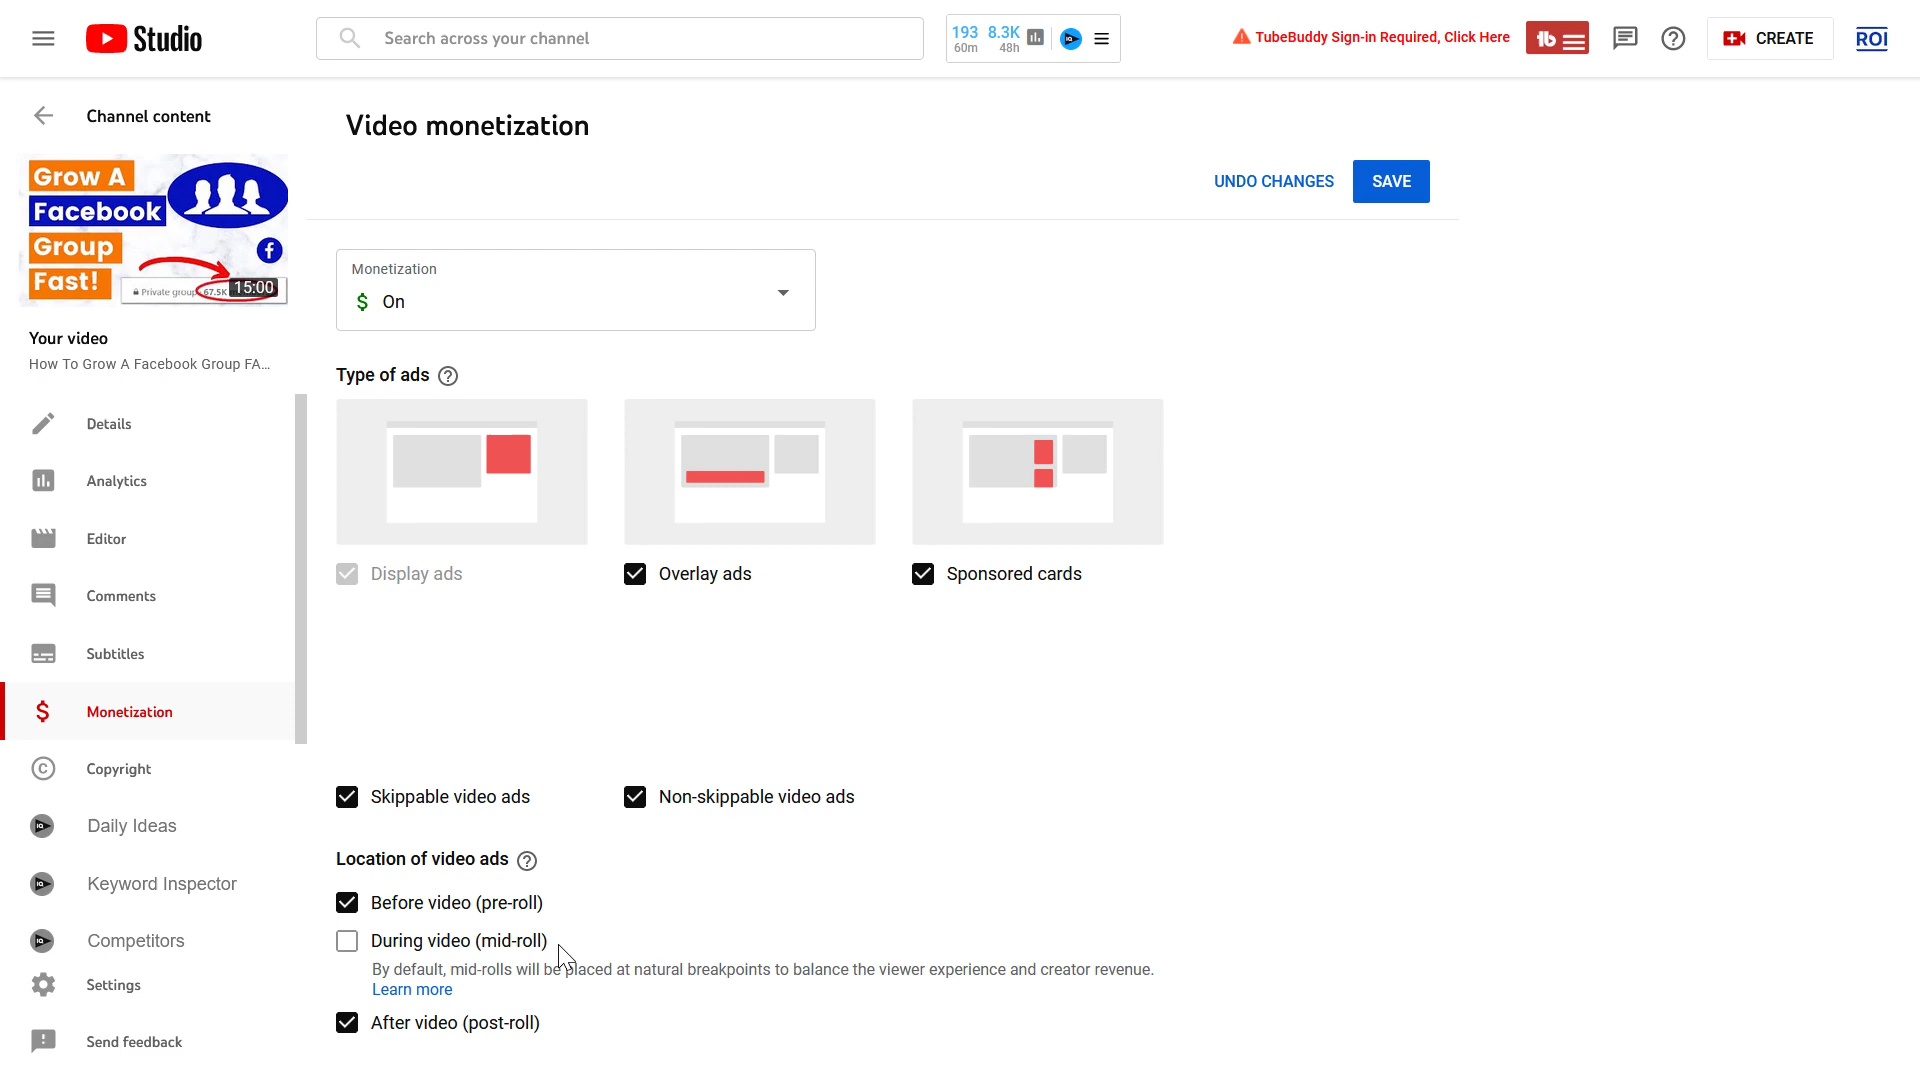 Studio
Search across your channel
193 8.3K
60m 48h
TubeBuddy Sign-in Required, Click Here
tb
CREATE
ROI
Channel content
Grow A
Facebook
Group
Fast!
Private group
67.5K
15:00
Your video
How To Grow A Facebook Group FA...
Details
Analytics
Editor
Comments
Subtitles
Monetization
Copyright
Daily Ideas
Keyword Inspector
Competitors
Settings
Send feedback
Video monetization
UNDO CHANGES
SAVE
Monetization
$ On
Type of ads
Display ads
Overlay ads
Sponsored cards
Skippable video ads
Non-skippable video ads
Location of video ads
Before video (pre-roll)
During video (mid-roll)
By default, mid-rolls will be placed at natural breakpoints to balance the viewer experience and creator revenue.
Learn more
After video (post-roll)